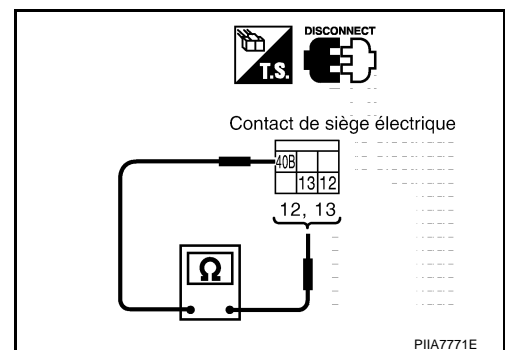 DISCONNECT
T.S.
Contact de siège électrique
40B
13 12
12, 13
Ω
PIIA7771E